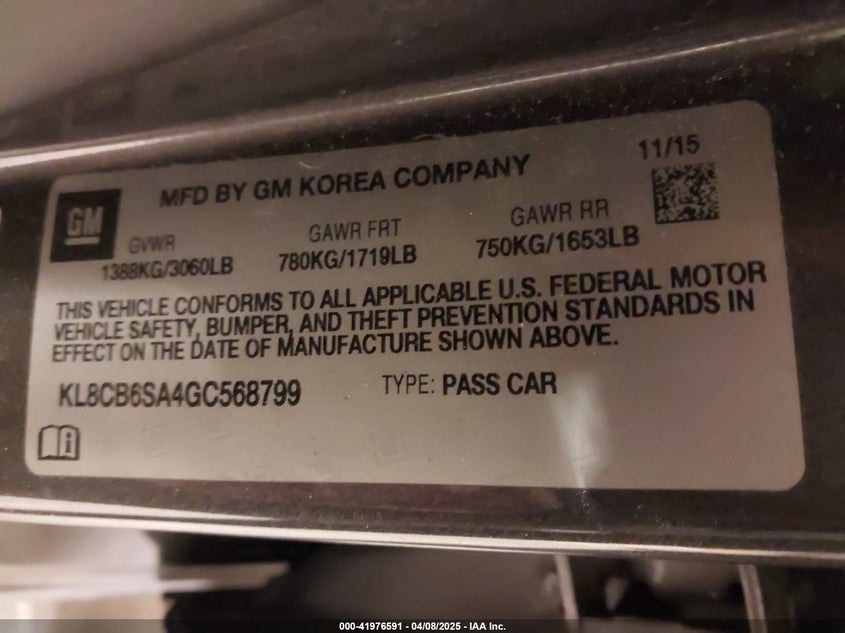 MFD BY GM KOREA COMPANY
11/15
GM
GVWR
GAWR FRT
GAWR RR
1388KG/3060LB
780KG/1719LB
750KG/1653LB
THIS VEHICLE CONFORMS TO ALL APPLICABLE U.S. FEDERAL MOTOR
VEHICLE SAFETY, BUMPER, AND THEFT PREVENTION STANDARDS IN
EFFECT ON THE DATE OF MANUFACTURE SHOWN ABOVE.
KL8CB6SA4GC568799
TYPE: PASS CAR
000-41976591 - 04/08/2025 - IAA Inc.